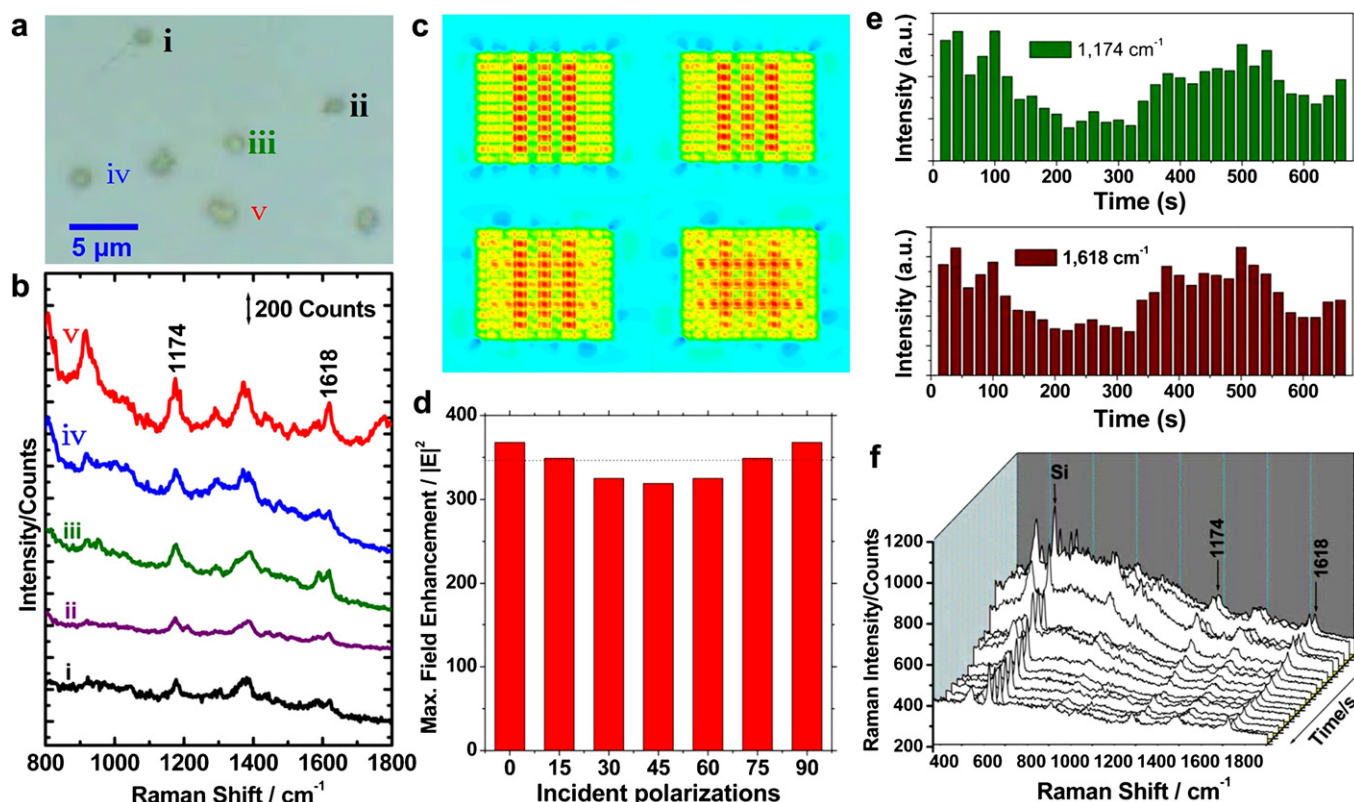 a
i
ii
iii
iv
v
5 µm
b
200 Counts
v
1174
1618
iv
iii
ii
i
Intensity/Counts
800 1000 1200 1400 1600 1800
Raman Shift / cm⁻¹
c
d
400
300
200
100
0
Max. Field Enhancement / |E|²
0 15 30 45 60 75 90
Incident polarizations
e
1,174 cm⁻¹
Intensity (a.u.)
0 100 200 300 400 500 600
Time (s)
1,618 cm⁻¹
Intensity (a.u.)
0 100 200 300 400 500 600
Time (s)
f
Si
1174
1618
1200
1000
800
600
400
200
Raman Intensity/Counts
400 600 800 1000 1200 1400 1600 1800
Raman Shift / cm⁻¹
Time/s